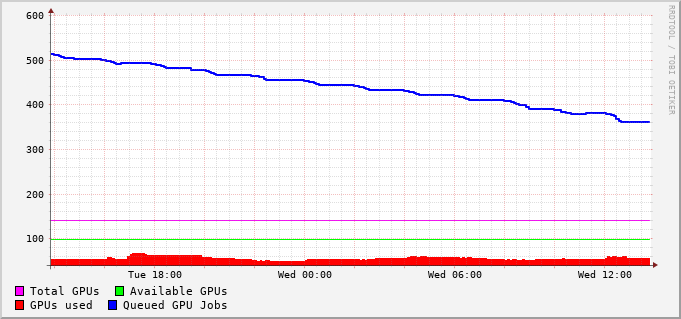 600
500
400
300
200
100
Tue 18:00 Wed 00:00 Wed 06:00 Wed 12:00
Total GPUs Available GPUs
GPUs used Queued GPU Jobs
RRDTOOL / TOBI OETIKER